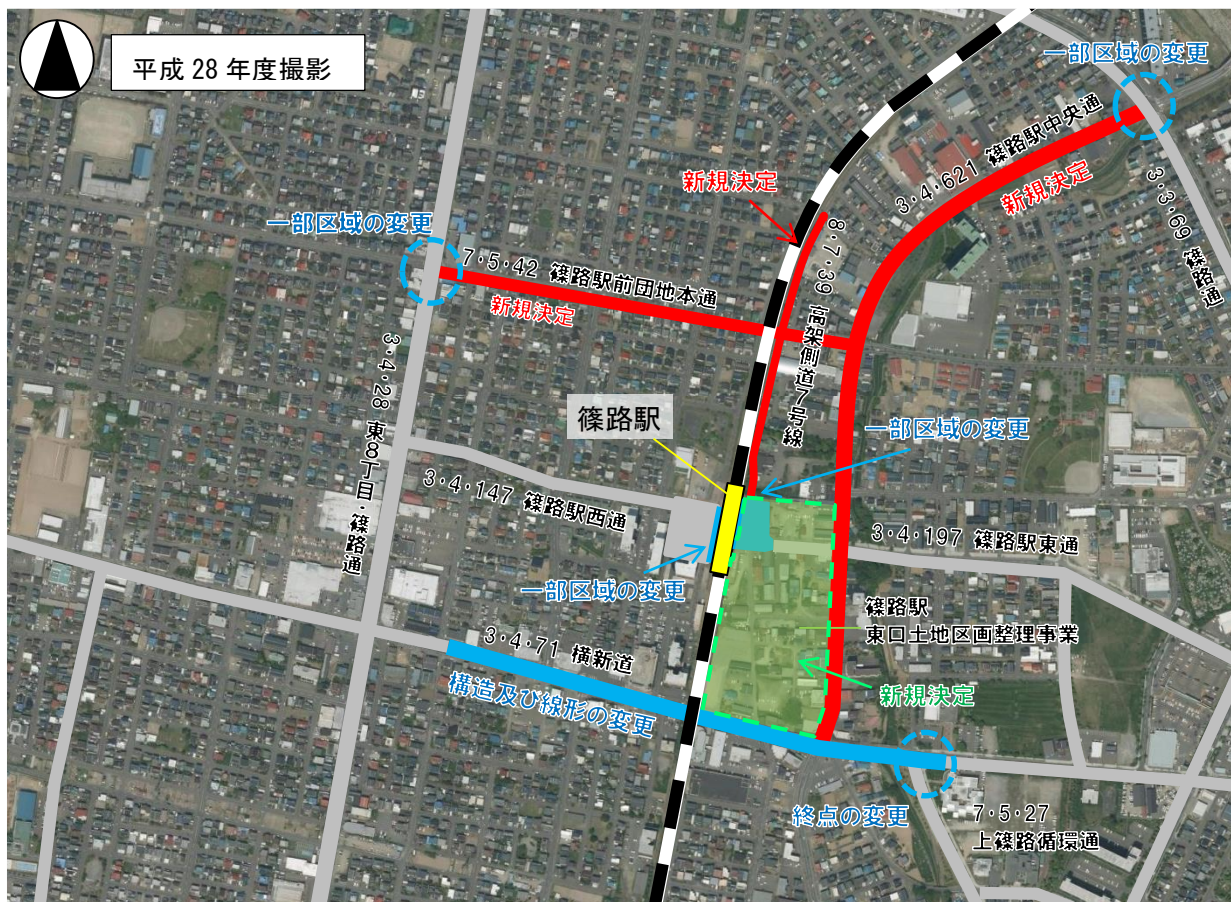 平成 28 年度撮影
一部区域の変更
3・4・621 篠路駅中央通
新規決定
新規決定
3・3・69 篠路通
一部区域の変更
8・7・39 高架側道7号線
7・5・42 篠路駅前団地本通
新規決定
3・4・28 東8丁目・篠路通
篠路駅
一部区域の変更
3・4・147 篠路駅西通
3・4・197 篠路駅東通
一部区域の変更
篠路駅
東口土地区画整理事業
3・4・71 横新道
構造及び線形の変更
新規決定
終点の変更
7・5・27
上篠路循環通